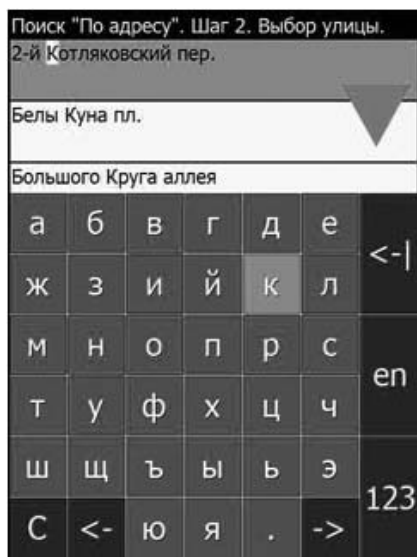 Поиск "По адресу". Шаг 2. Выбор улицы.
2-й Котляковский пер.
Белы Куна пл.
Большого Круга аллея
а б в г д е
<-|
ж з и й к л
м н о п р с
en
т у ф х ц ч
ш щ ъ ы ь э
123
С <- ю я . ->